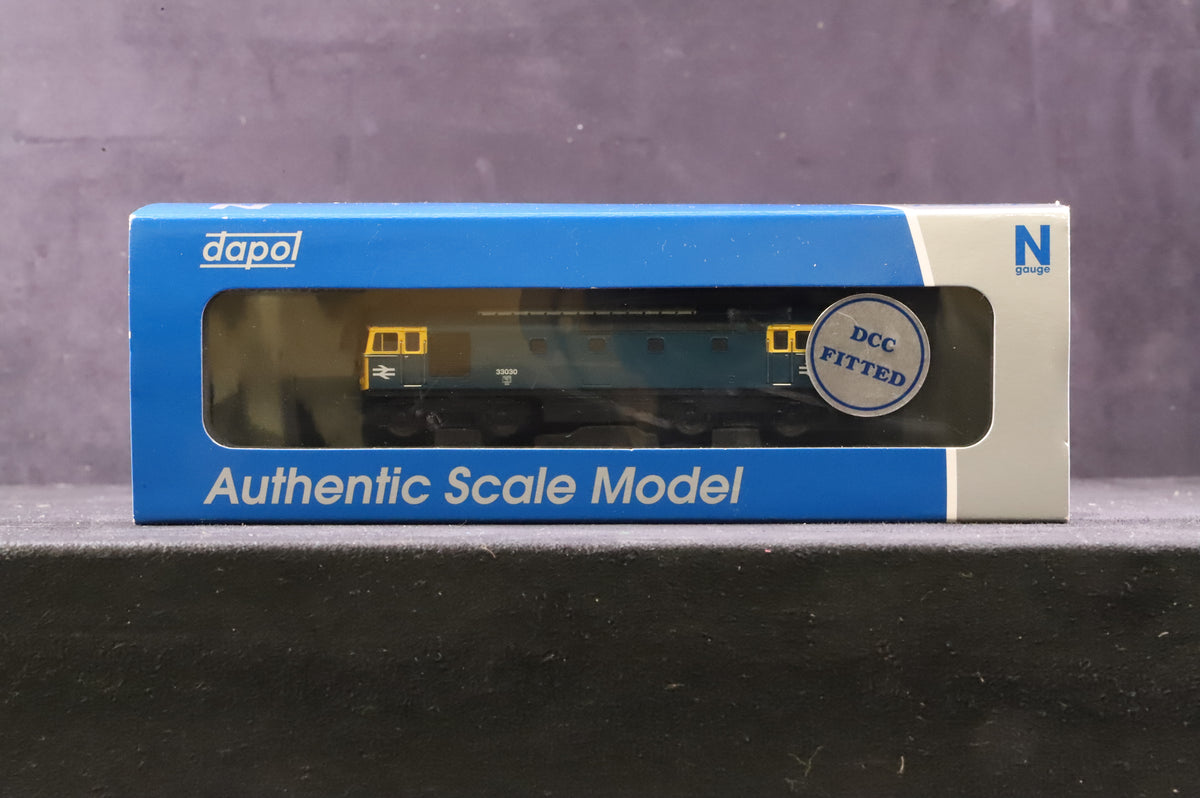 dapol
N
gauge
DCC
FITTED
33030
Authentic Scale Model